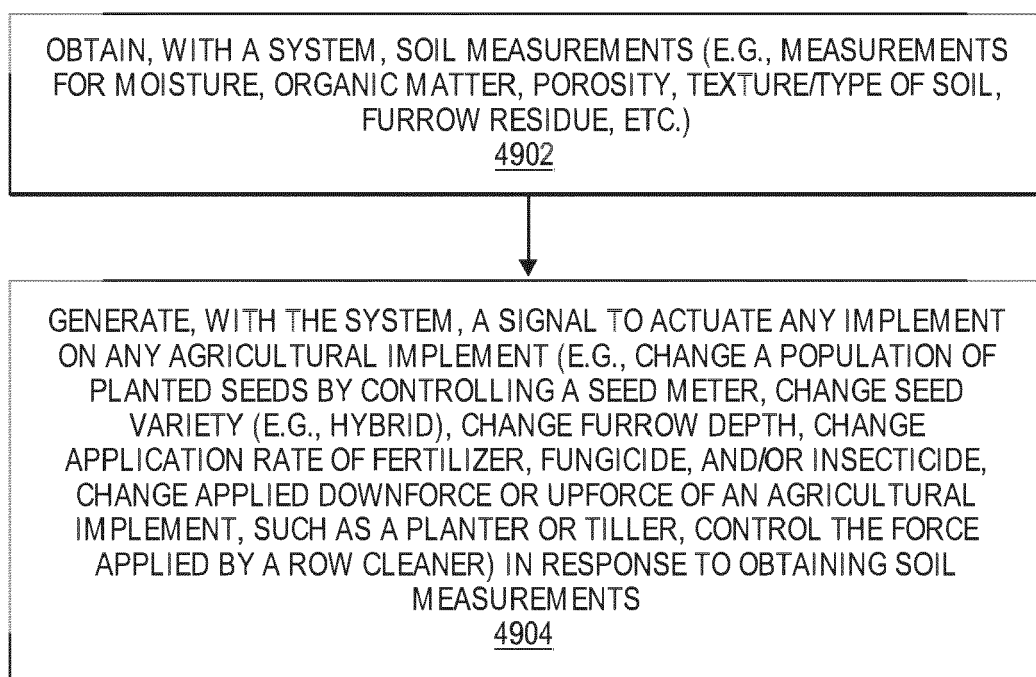 OBTAIN, WITH A SYSTEM, SOIL MEASUREMENTS (E.G., MEASUREMENTS
FOR MOISTURE, ORGANIC MATTER, POROSITY, TEXTURE/TYPE OF SOIL,
FURROW RESIDUE, ETC.)
4902
GENERATE, WITH THE SYSTEM, A SIGNAL TO ACTUATE ANY IMPLEMENT
ON ANY AGRICULTURAL IMPLEMENT (E.G., CHANGE A POPULATION OF
PLANTED SEEDS BY CONTROLLING A SEED METER, CHANGE SEED
VARIETY (E.G., HYBRID), CHANGE FURROW DEPTH, CHANGE
APPLICATION RATE OF FERTILIZER, FUNGICIDE, AND/OR INSECTICIDE,
CHANGE APPLIED DOWNFORCE OR UPFORCE OF AN AGRICULTURAL
IMPLEMENT, SUCH AS A PLANTER OR TILLER, CONTROL THE FORCE
APPLIED BY A ROW CLEANER) IN RESPONSE TO OBTAINING SOIL
MEASUREMENTS
4904